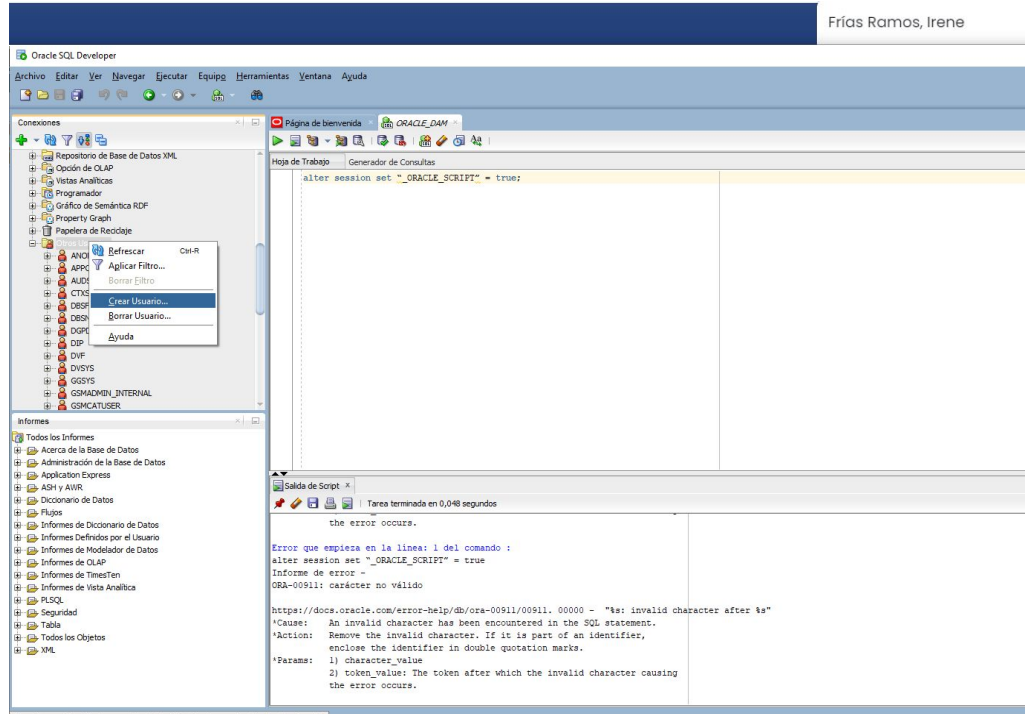 Frías Ramos, Irene
Oracle SQL Developer
Archivo Editar Ver Navegar Ejecutar Equipo Herramientas Ventana Ayuda
Conexiones
Repositorio de Base de Datos XML
Opción de OLAP
Vistas Analíticas
Programador
Gráfico de Semántica RDF
Property Graph
Papelera de Reciclaje
Otros
ANO
APPQ
AUDS
CTXS
DBSF
DBSN
DIP
DVF
DVSYS
GGSYS
GSMADMIN_INTERNAL
GSMCATUSER
Refrescar Ctrl-R
Aplicar Filtro...
Borrar Filtro
Crear Usuario...
Borrar Usuario...
Ayuda
Informes
Todos los Informes
Acerca de la Base de Datos
Administración de la Base de Datos
Application Express
ASH y AWR
Diccionario de Datos
Flujos
Informes de Diccionario de Datos
Informes Definidos por el Usuario
Informes de Modelador de Datos
Informes de OLAP
Informes de TimesTen
Informes de Vista Analítica
PLSQL
Seguridad
Tabla
Todos los Objetos
XML
Página de bienvenida ORACLE_DAM
Hoja de Trabajo Generador de Consultas
alter session set “_ORACLE_SCRIPT” = true;
Salida de Script
Tarea terminada en 0,048 segundos
the error occurs.
Error que empieza en la línea: 1 del comando :
alter session set “_ORACLE_SCRIPT” = true
Informe de error -
ORA-00911: carácter no válido
https://docs.oracle.com/error-help/db/ora-00911/00911. 00000 - "%s: invalid character after %s"
*Cause: An invalid character has been encountered in the SQL statement.
*Action: Remove the invalid character. If it is part of an identifier,
enclose the identifier in double quotation marks.
*Params: 1) character_value
2) token_value: The token after which the invalid character causing
the error occurs.